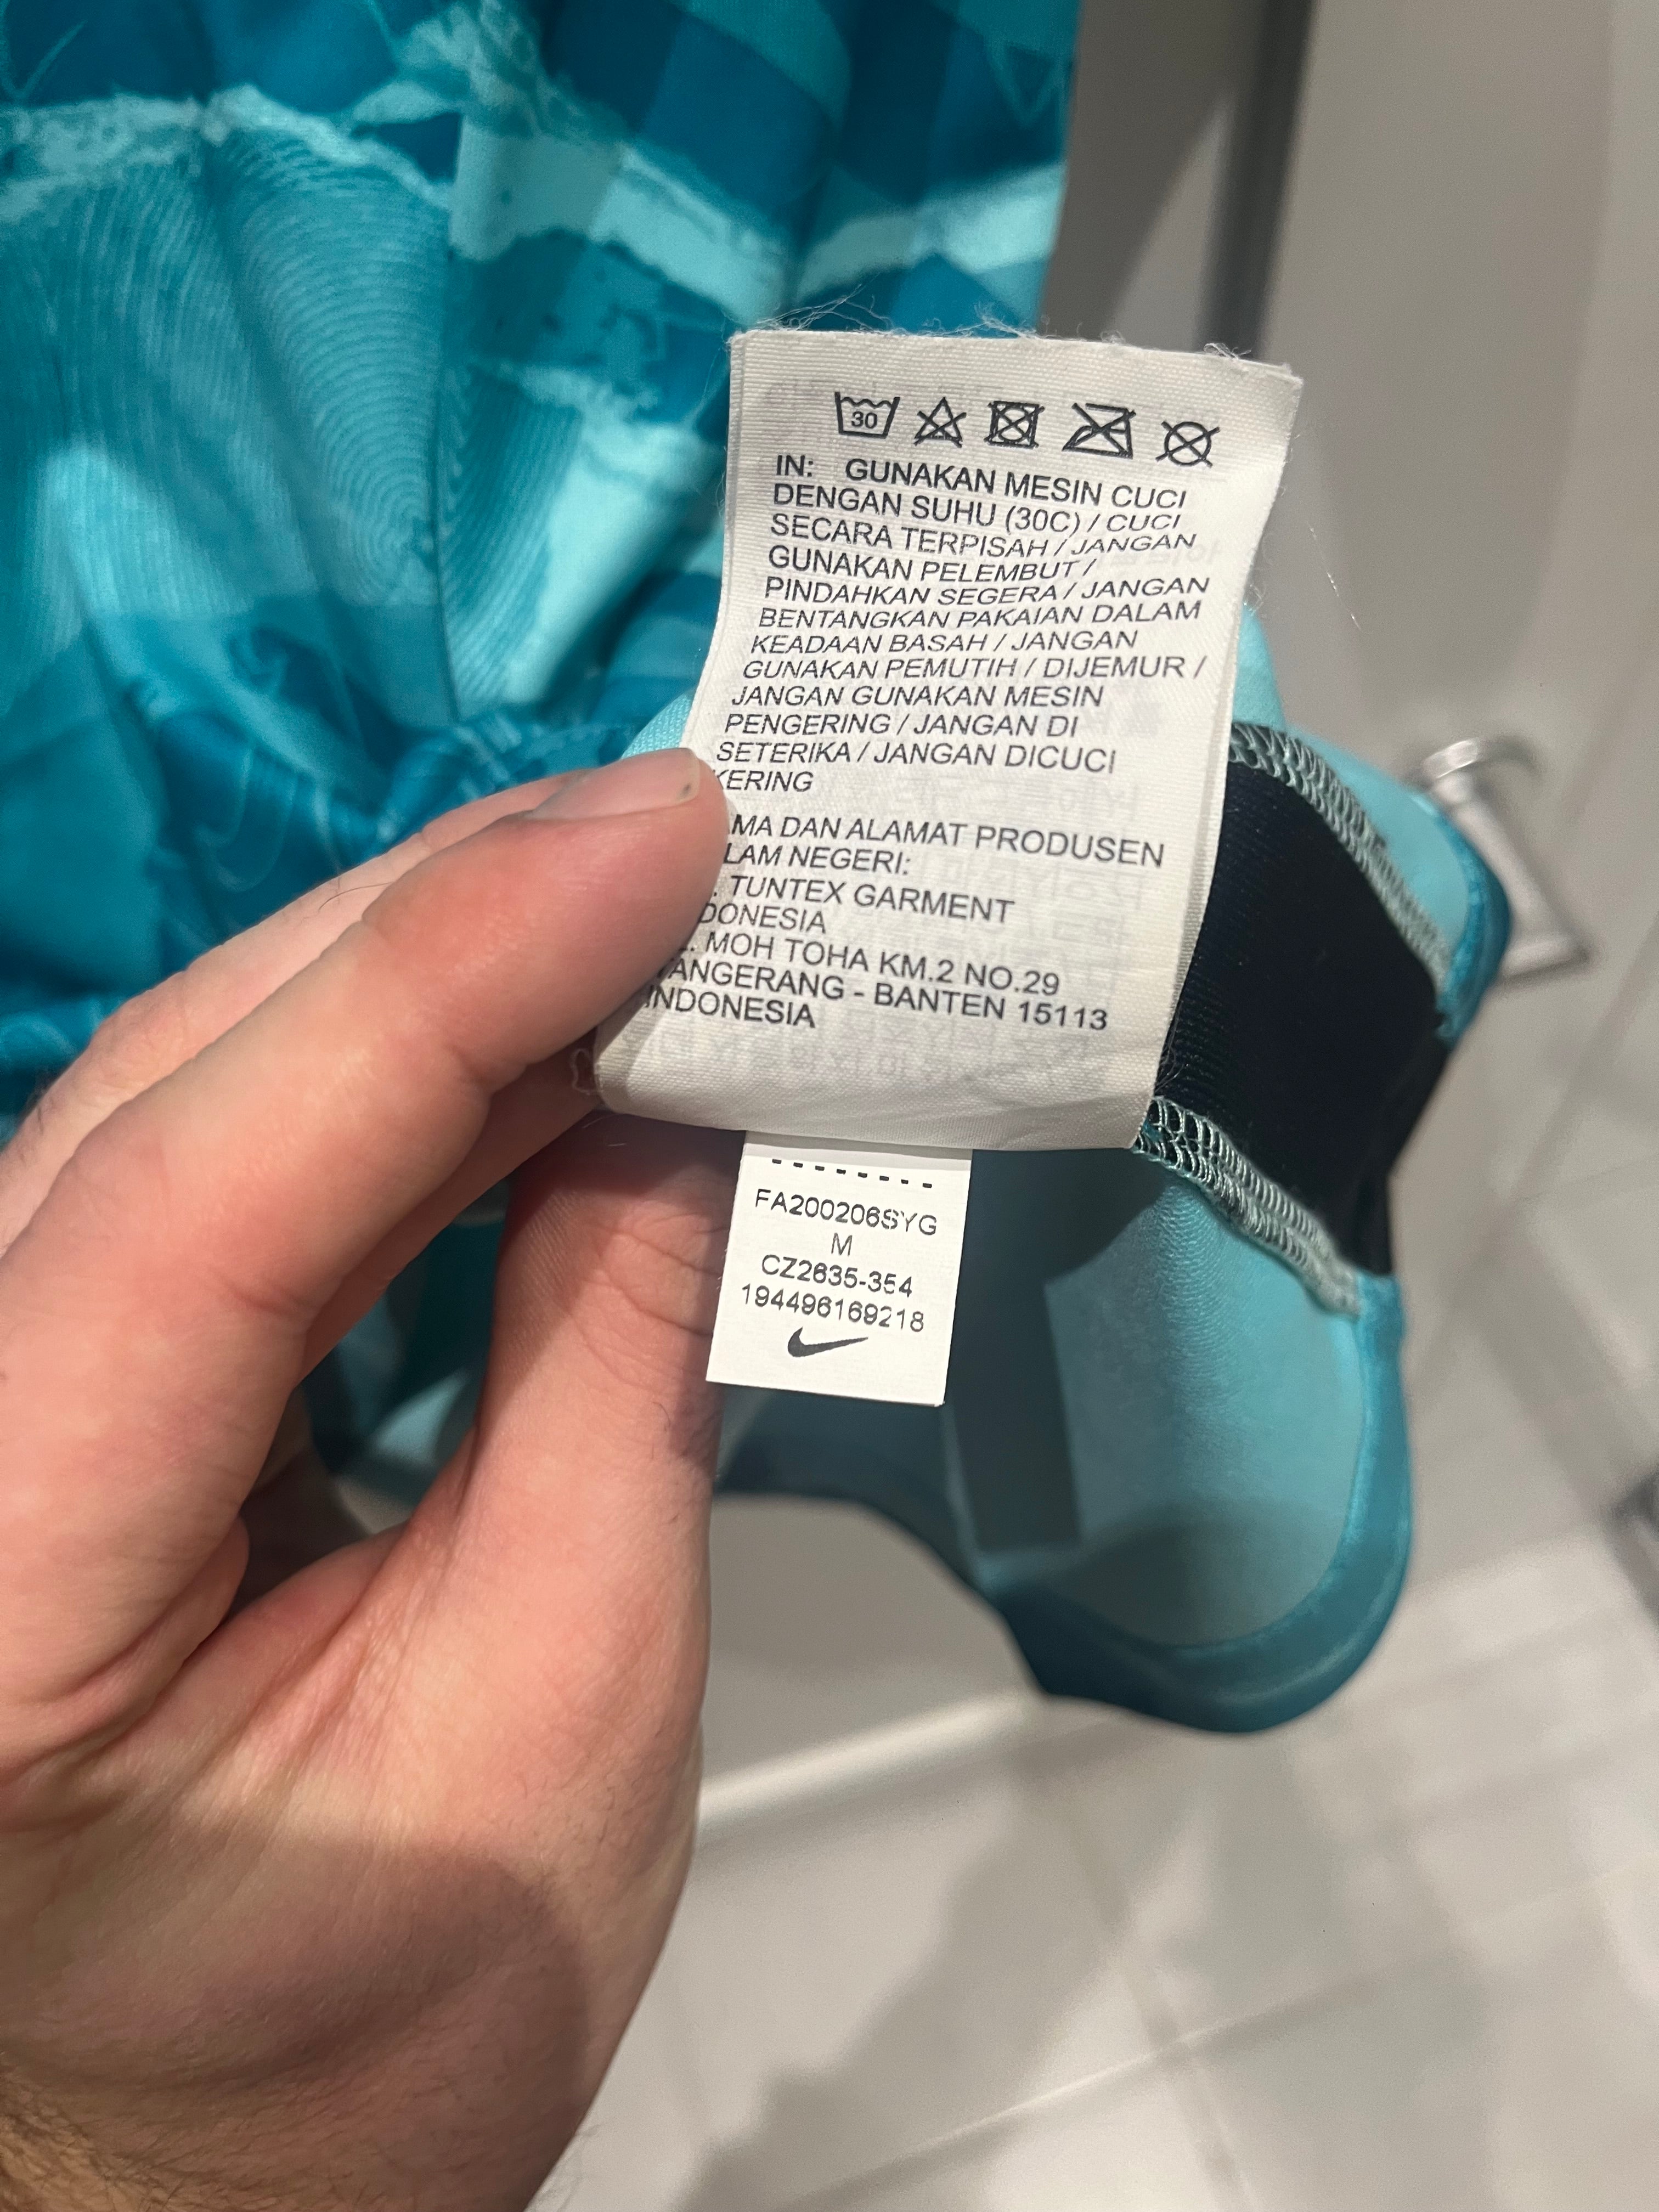 30
IN: GUNAKAN MESIN CUCI
DENGAN SUHU (30C) / CUCI
SECARA TERPISAH / JANGAN
GUNAKAN PELEMBUT /
PINDAHKAN SEGERA / JANGAN
BENTANGKAN PAKAIAN DALAM
KEADAAN BASAH / JANGAN
GUNAKAN PEMUTIH / DIJEMUR /
JANGAN GUNAKAN MESIN
PENGERING / JANGAN DI
SETERIKA / JANGAN DICUCI
KERING
AMA DAN ALAMAT PRODUSEN
LAM NEGERI:
. TUNTEX GARMENT
DONESIA
. MOH TOHA KM.2 NO.29
TANGERANG - BANTEN 15113
INDONESIA
FA200206SYG
M
CZ2635-354
194496169218